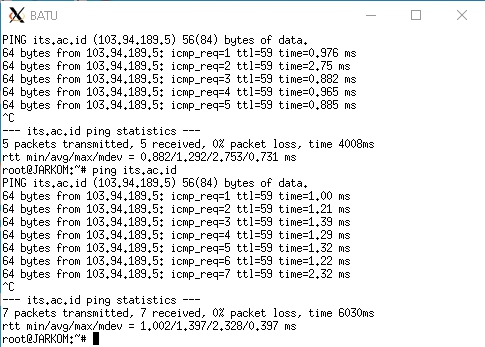 BATU
PING its.ac.id (103.94.189.5) 56(84) bytes of data.
64 bytes from 103.94.189.5: icmp_req=1 ttl=59 time=0.976 ms
64 bytes from 103.94.189.5: icmp_req=2 ttl=59 time=2.75 ms
64 bytes from 103.94.189.5: icmp_req=3 ttl=59 time=0.882 ms
64 bytes from 103.94.189.5: icmp_req=4 ttl=59 time=0.965 ms
64 bytes from 103.94.189.5: icmp_req=5 ttl=59 time=0.885 ms
^C
--- its.ac.id ping statistics ---
5 packets transmitted, 5 received, 0% packet loss, time 4008ms
rtt min/avg/max/mdev = 0.882/1.292/2.753/0.731 ms
root@JARKOM:~# ping its.ac.id
PING its.ac.id (103.94.189.5) 56(84) bytes of data.
64 bytes from 103.94.189.5: icmp_req=1 ttl=59 time=1.00 ms
64 bytes from 103.94.189.5: icmp_req=2 ttl=59 time=1.21 ms
64 bytes from 103.94.189.5: icmp_req=3 ttl=59 time=1.39 ms
64 bytes from 103.94.189.5: icmp_req=4 ttl=59 time=1.29 ms
64 bytes from 103.94.189.5: icmp_req=5 ttl=59 time=1.32 ms
64 bytes from 103.94.189.5: icmp_req=6 ttl=59 time=1.22 ms
64 bytes from 103.94.189.5: icmp_req=7 ttl=59 time=2.32 ms
^C
--- its.ac.id ping statistics ---
7 packets transmitted, 7 received, 0% packet loss, time 6030ms
rtt min/avg/max/mdev = 1.002/1.397/2.328/0.397 ms
root@JARKOM:~#